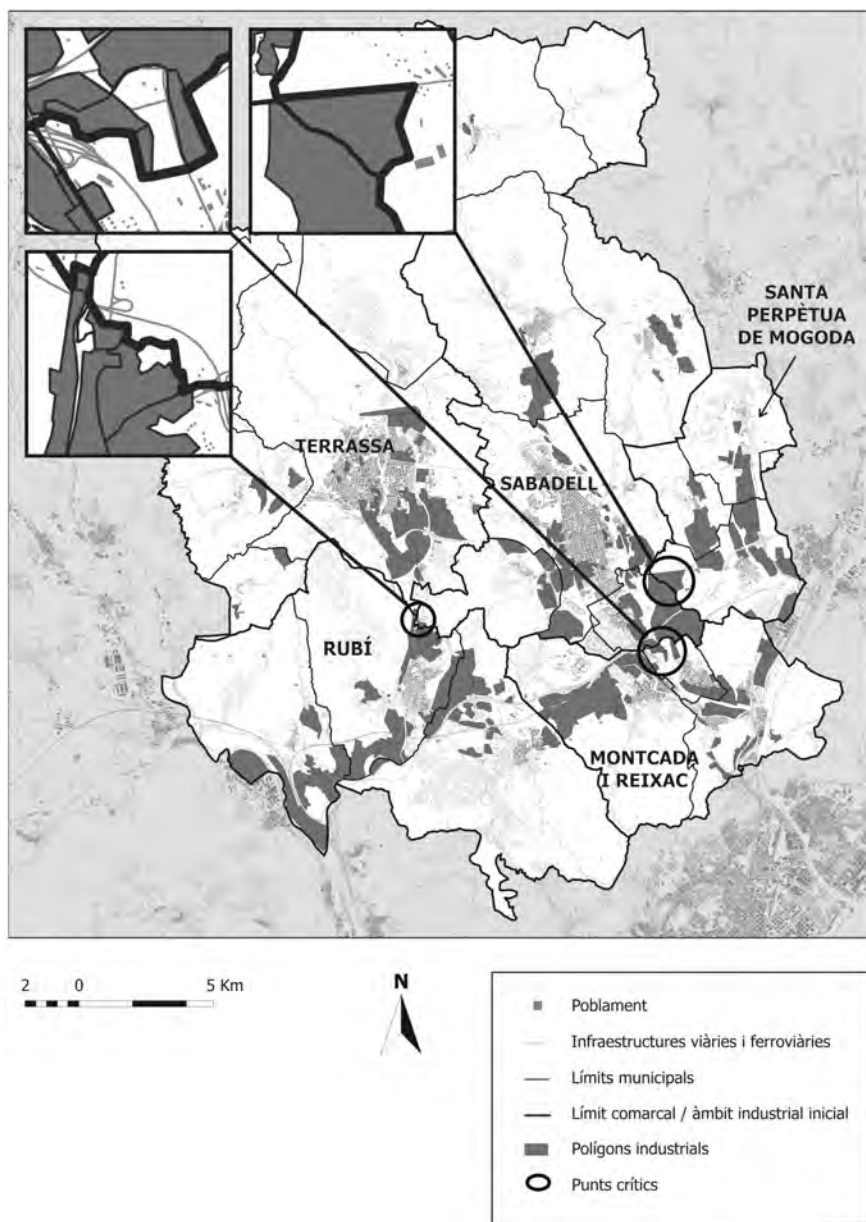 SANTA
PERPÈTUA
DE MOGODA
TERRASSA
SABADELL
RUBÍ
MONTCADA
I REIXAC
2 0 5 Km
N
Poblament
Infraestructures viàries i ferroviàries
Límits municipals
Límit comarcal / àmbit industrial inicial
Polígons industrials
Punts crítics